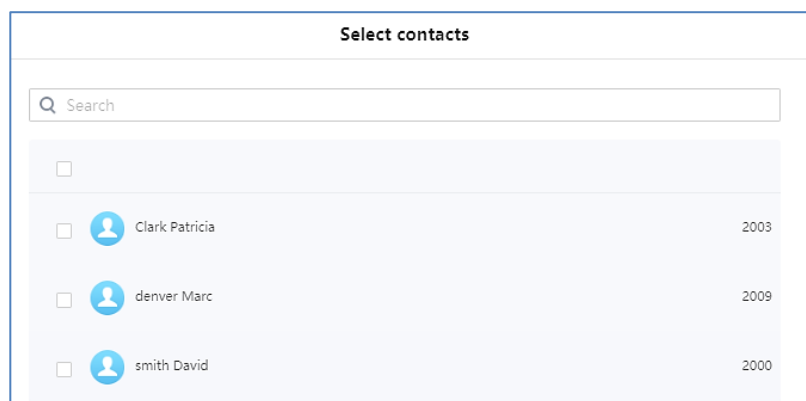 Select contacts
Search
Clark Patricia 2003
denver Marc 2009
smith David 2000